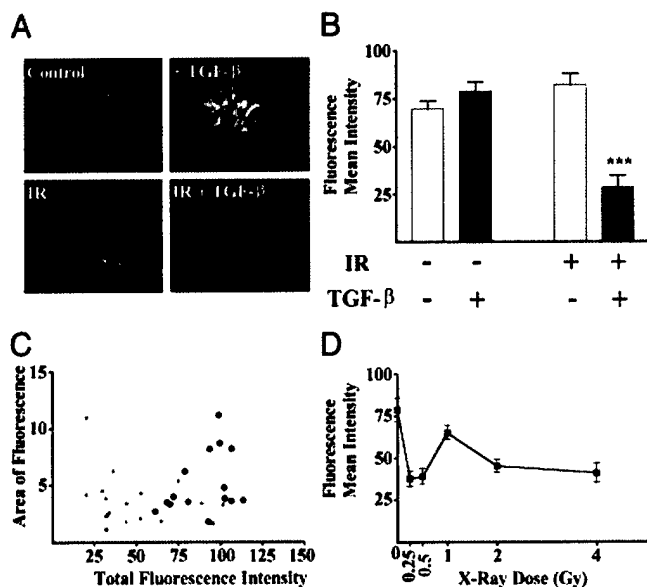 A
Control
+ TGF-β
IR
IR + TGF-β
B
Fluorescence
Mean Intensity
100
75
50
25
***
IR - - + +
TGF-β - + - +
C
Area of Fluorescence
15
10
5
25 50 75 100 125 150
Total Fluorescence Intensity
D
Fluorescence
Mean Intensity
100
75
50
25
0 0.25 0.5 1 2 4
X-Ray Dose (Gy)